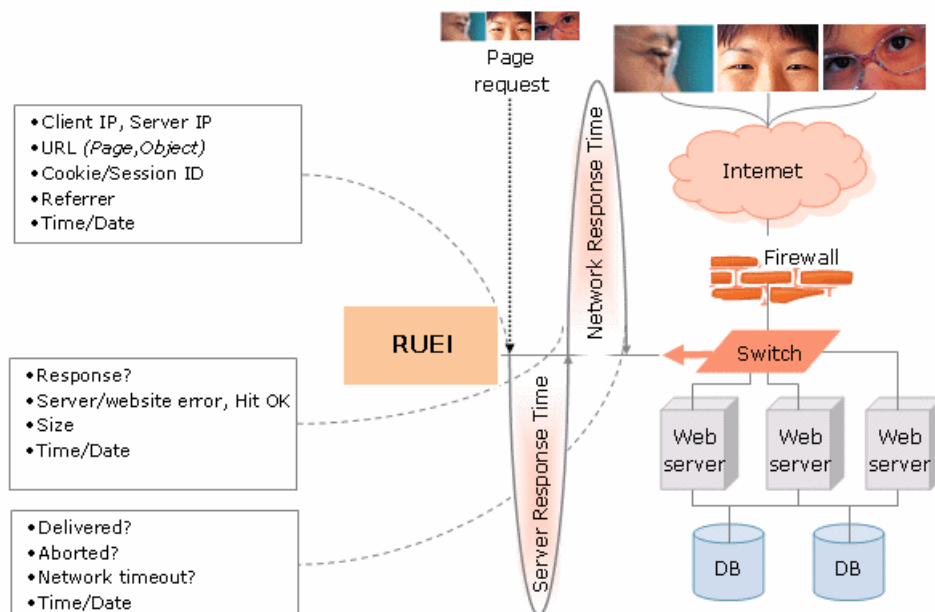 Page
request
• Client IP, Server IP
• URL (Page,Object)
• Cookie/Session ID
• Referrer
• Time/Date
Network Response Time
Internet
Firewall
RUEI
Switch
• Response?
• Server/website error, Hit OK
• Size
• Time/Date
Server Response Time
Web
server
Web
server
Web
server
• Delivered?
• Aborted?
• Network timeout?
• Time/Date
DB
DB